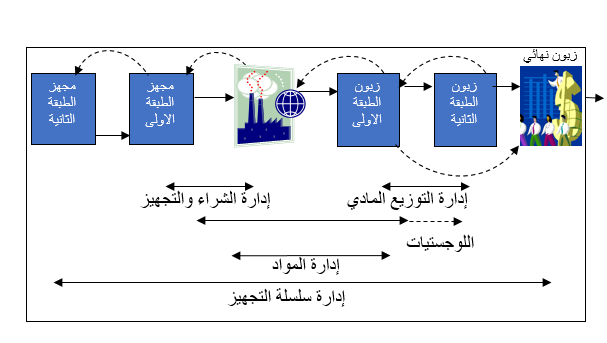 زبون نهائي
مجهز
الطبقة
الثانية
مجهز
الطبقة
الاولى
زبون
الطبقة
الأولى
زبون
الطبقة
الثانية
إدارة الشراء والتجهيز
إدارة التوزيع المادي
اللوجستيات
إدارة المواد
إدارة سلسلة التجهيز